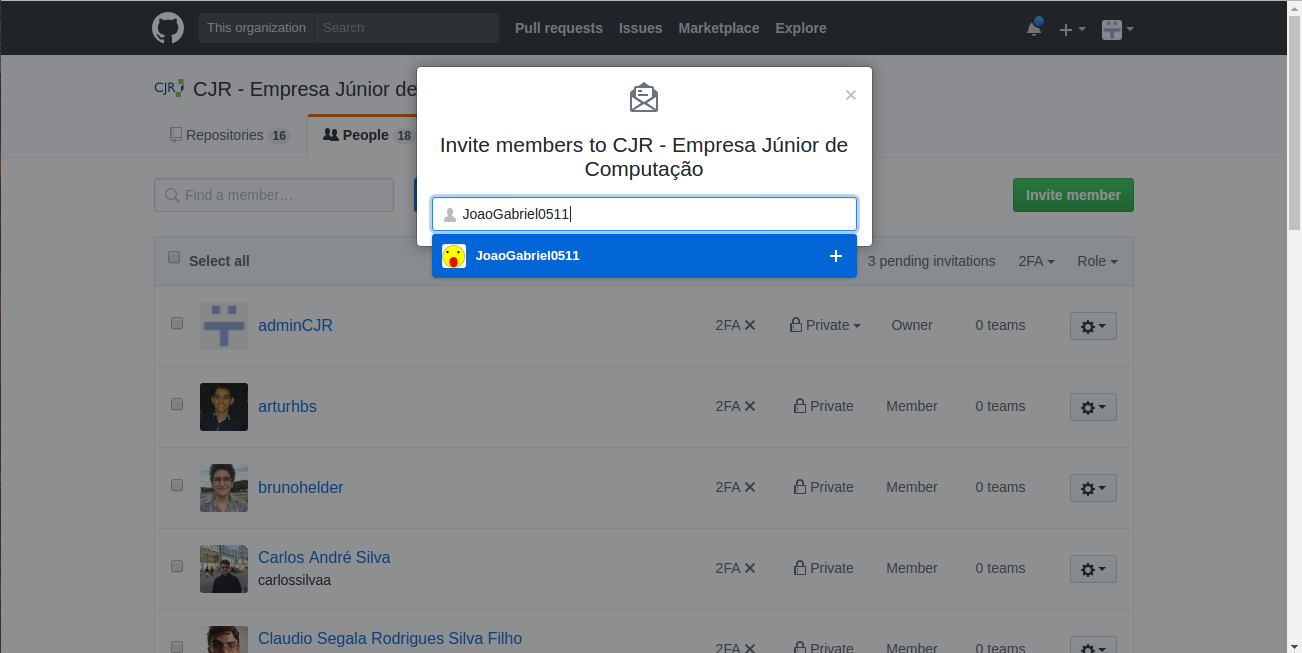 This organization Search Pull requests Issues Marketplace Explore
CJR CJR - Empresa Júnior de
Repositories 16 People 18
×
Invite members to CJR - Empresa Júnior de
Computação
Find a member… Invite member
JoaoGabriel0511
JoaoGabriel0511
Select all 3 pending invitations 2FA Role
adminCJR 2FA Private Owner 0 teams
arturhbs 2FA Private Member 0 teams
brunohelder 2FA Private Member 0 teams
Carlos André Silva
carlossilvaa 2FA Private Member 0 teams
Claudio Segala Rodrigues Silva Filho
2FA Private Member 0 teams